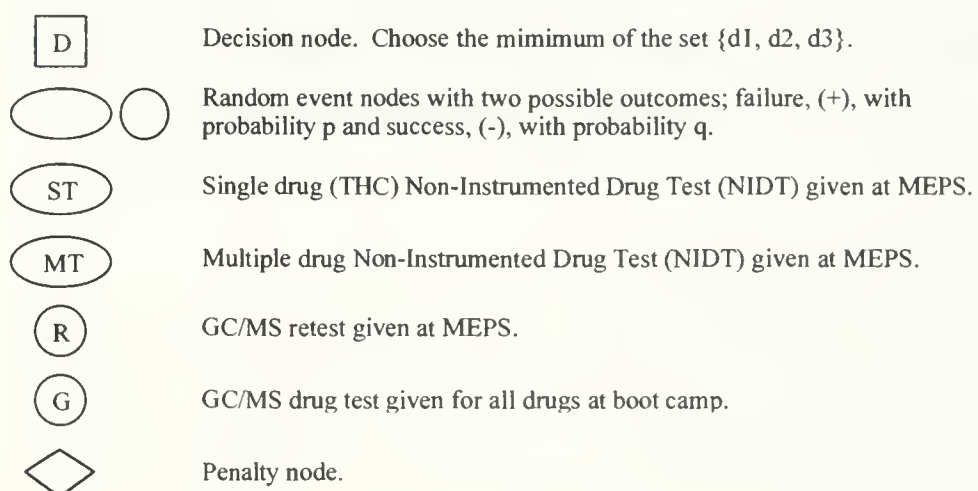 D Decision node. Choose the mimimum of the set {d1, d2, d3}.
Random event nodes with two possible outcomes; failure, (+), with
probability p and success, (-), with probability q.
ST Single drug (THC) Non-Instrumented Drug Test (NIDT) given at MEPS.
MT Multiple drug Non-Instrumented Drug Test (NIDT) given at MEPS.
R GC/MS retest given at MEPS.
G GC/MS drug test given for all drugs at boot camp.
Penalty node.